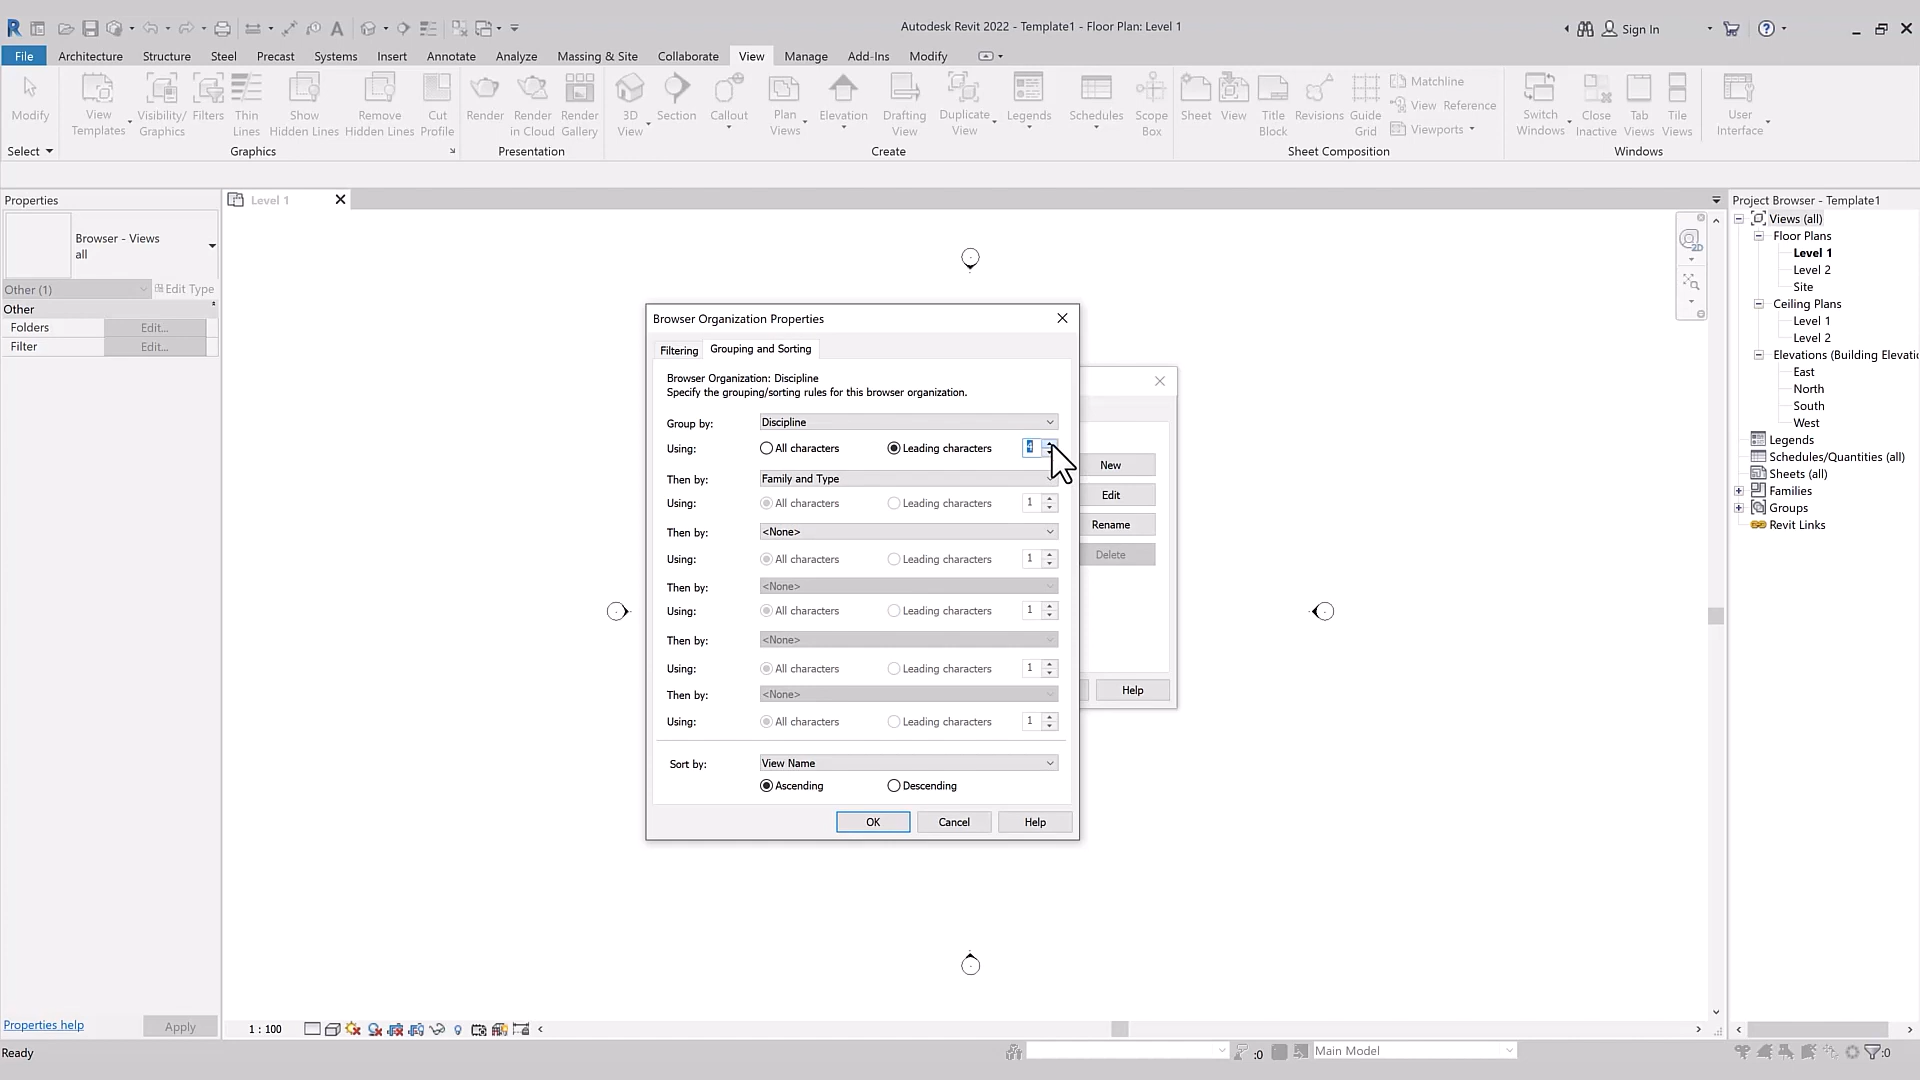 Autodesk Revit 2022 - Template1 - Floor Plan: Level 1
Sign In
File Architecture Structure Steel Precast Systems Insert Annotate Analyze Massing & Site Collaborate View Manage Add-Ins Modify
Modify
View Templates
Visibility/ Graphics
Filters
Thin Lines
Show Hidden Lines
Remove Hidden Lines
Cut Profile
Render
Render in Cloud
Render Gallery
3D View
Section
Callout
Plan Views
Elevation
Drafting View
Duplicate View
Legends
Schedules
Scope Box
Sheet
View
Title Block
Revisions
Guide Grid
Matchline
View Reference
Viewports
Switch Windows
Close Inactive
Tab Views
Tile Views
User Interface
Select Graphics Presentation Create Sheet Composition Windows
Properties
Browser - Views
all
Other (1) Edit Type
Other
Folders Edit...
Filter Edit...
Properties help Apply
Level 1
Browser Organization Properties
Filtering Grouping and Sorting
Browser Organization: Discipline
Specify the grouping/sorting rules for this browser organization.
Group by: Discipline
Using: All characters Leading characters 4
Then by: Family and Type
Using: All characters Leading characters 1
Then by: <None>
Using: All characters Leading characters 1
Then by: <None>
Using: All characters Leading characters 1
Then by: <None>
Using: All characters Leading characters 1
Then by: <None>
Using: All characters Leading characters 1
Sort by: View Name
Ascending Descending
OK Cancel Help
New
Edit
Rename
Delete
Help
Project Browser - Template1
Views (all)
Floor Plans
Level 1
Level 2
Site
Ceiling Plans
Level 1
Level 2
Elevations (Building Elevatio
East
North
South
West
Legends
Schedules/Quantities (all)
Sheets (all)
Families
Groups
Revit Links
2D
1 : 100
Ready
:0
Main Model
:0